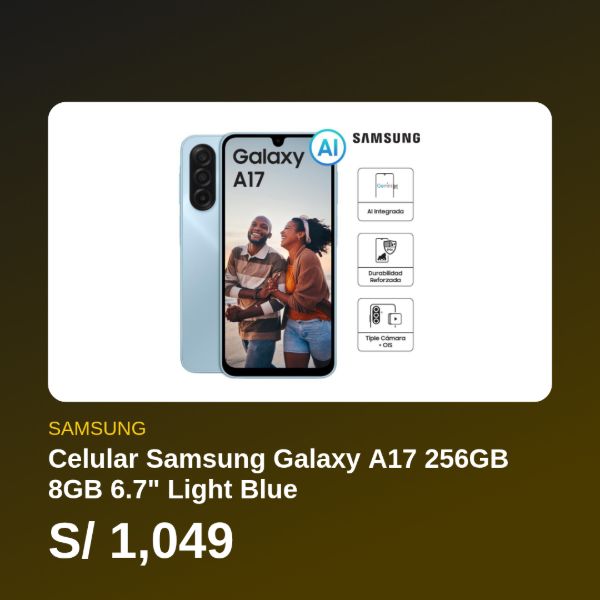 Galaxy
A17
AI
SAMSUNG
AI Integrada
Durabilidad
Reforzada
Tiple Cámara
+ OIS
SAMSUNG
Celular Samsung Galaxy A17 256GB
8GB 6.7" Light Blue
S/ 1,049